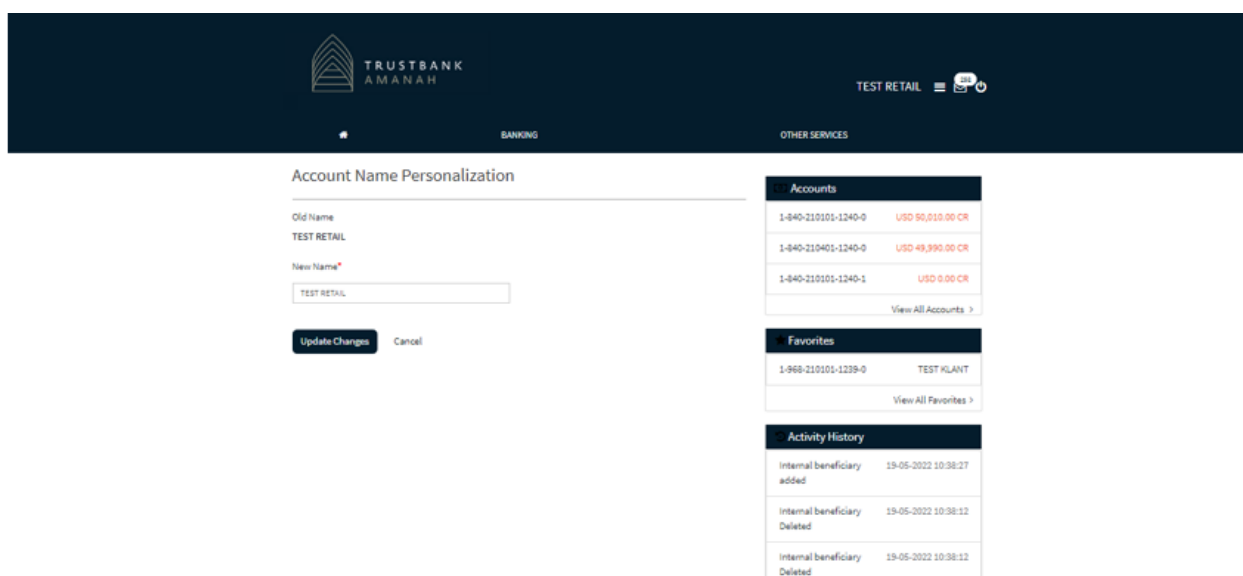 TRUSTBANK
AMANAH
TEST RETAIL
BANKING
OTHER SERVICES
Account Name Personalization
Old Name
TEST RETAIL
New Name*
TEST RETAIL
Update Changes Cancel
Accounts
1-840-210101-1240-0 USD 50,010.00 CR
1-840-210401-1240-0 USD 49,990.00 CR
1-840-210101-1240-1 USD 0.00 CR
View All Accounts >
Favorites
1-968-210101-1239-0 TEST KLANT
View All Favorites >
Activity History
Internal beneficiary added 19-05-2022 10:38:27
Internal beneficiary Deleted 19-05-2022 10:38:12
Internal beneficiary Deleted 19-05-2022 10:38:12